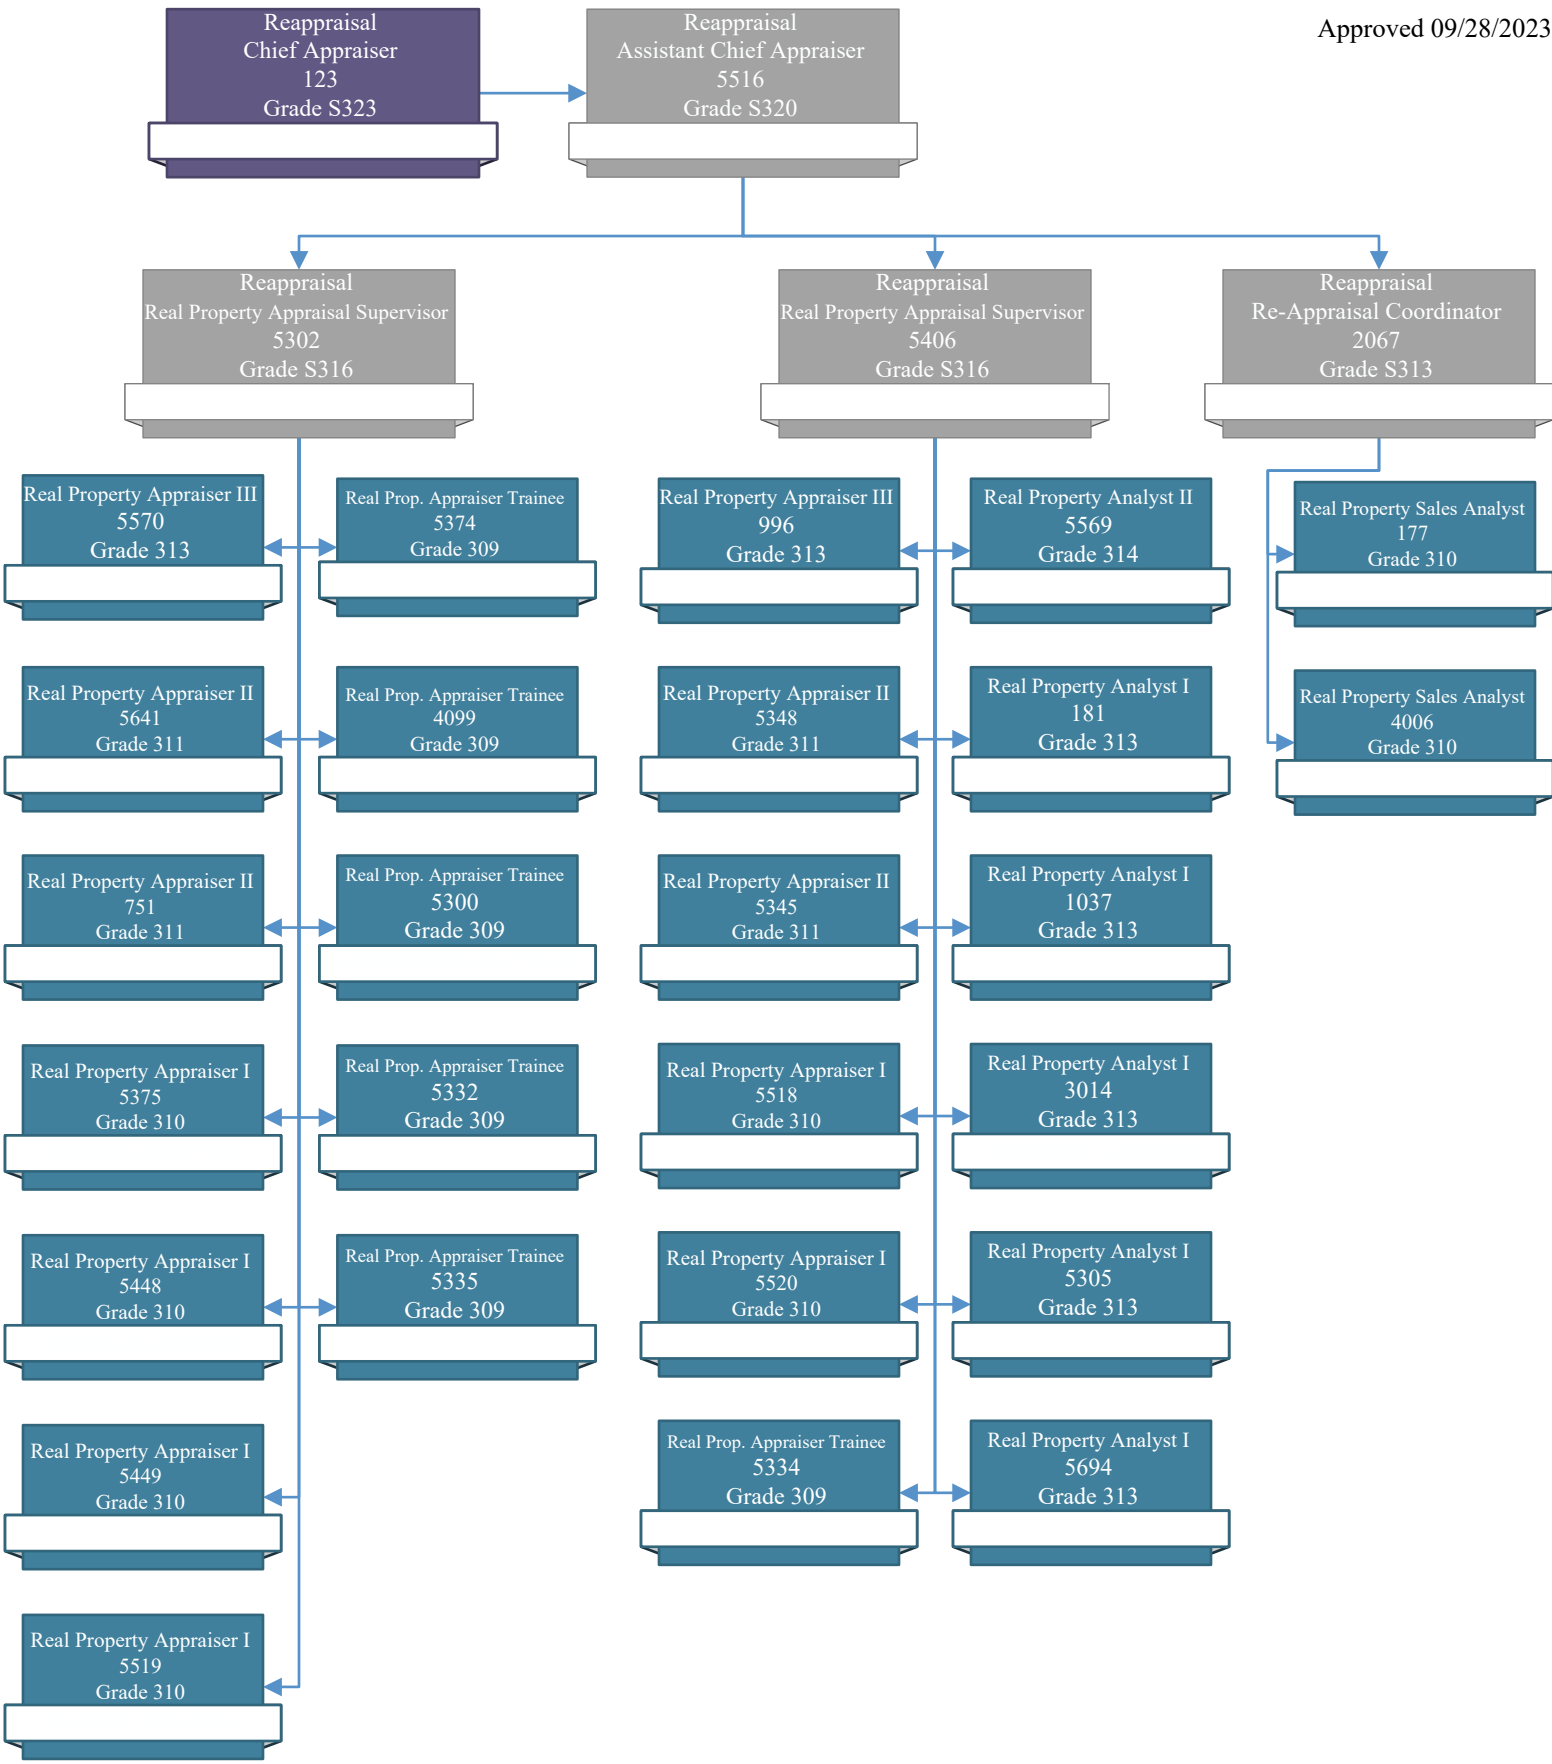 Approved 09/28/2023
Reappraisal
Chief Appraiser
123
Grade S323
Reappraisal
Assistant Chief Appraiser
5516
Grade S320
Reappraisal
Real Property Appraisal Supervisor
5302
Grade S316
Reappraisal
Real Property Appraisal Supervisor
5406
Grade S316
Reappraisal
Re-Appraisal Coordinator
2067
Grade S313
Real Property Appraiser III
5570
Grade 313
Real Prop. Appraiser Trainee
5374
Grade 309
Real Property Appraiser III
996
Grade 313
Real Property Analyst II
5569
Grade 314
Real Property Sales Analyst
177
Grade 310
Real Property Appraiser II
5641
Grade 311
Real Prop. Appraiser Trainee
4099
Grade 309
Real Property Appraiser II
5348
Grade 311
Real Property Analyst I
181
Grade 313
Real Property Sales Analyst
4006
Grade 310
Real Property Appraiser II
751
Grade 311
Real Prop. Appraiser Trainee
5300
Grade 309
Real Property Appraiser II
5345
Grade 311
Real Property Analyst I
1037
Grade 313
Real Property Appraiser I
5375
Grade 310
Real Prop. Appraiser Trainee
5332
Grade 309
Real Property Appraiser I
5518
Grade 310
Real Property Analyst I
3014
Grade 313
Real Property Appraiser I
5448
Grade 310
Real Prop. Appraiser Trainee
5335
Grade 309
Real Property Appraiser I
5520
Grade 310
Real Property Analyst I
5305
Grade 313
Real Property Appraiser I
5449
Grade 310
Real Prop. Appraiser Trainee
5334
Grade 309
Real Property Analyst I
5694
Grade 313
Real Property Appraiser I
5519
Grade 310